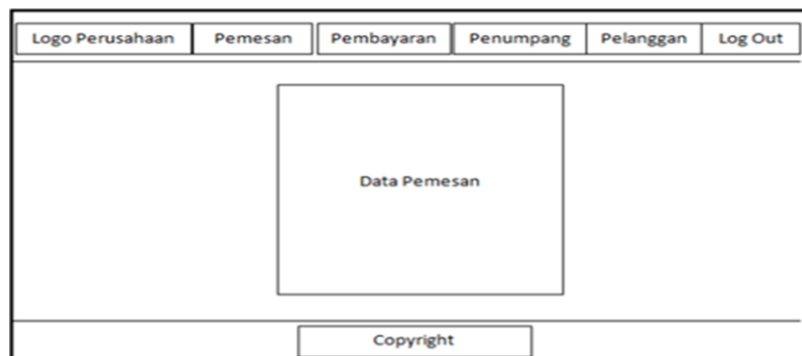 Logo Perusahaan Pemesan Pembayaran Penumpang Pelanggan Log Out
Data Pemesan
Copyright